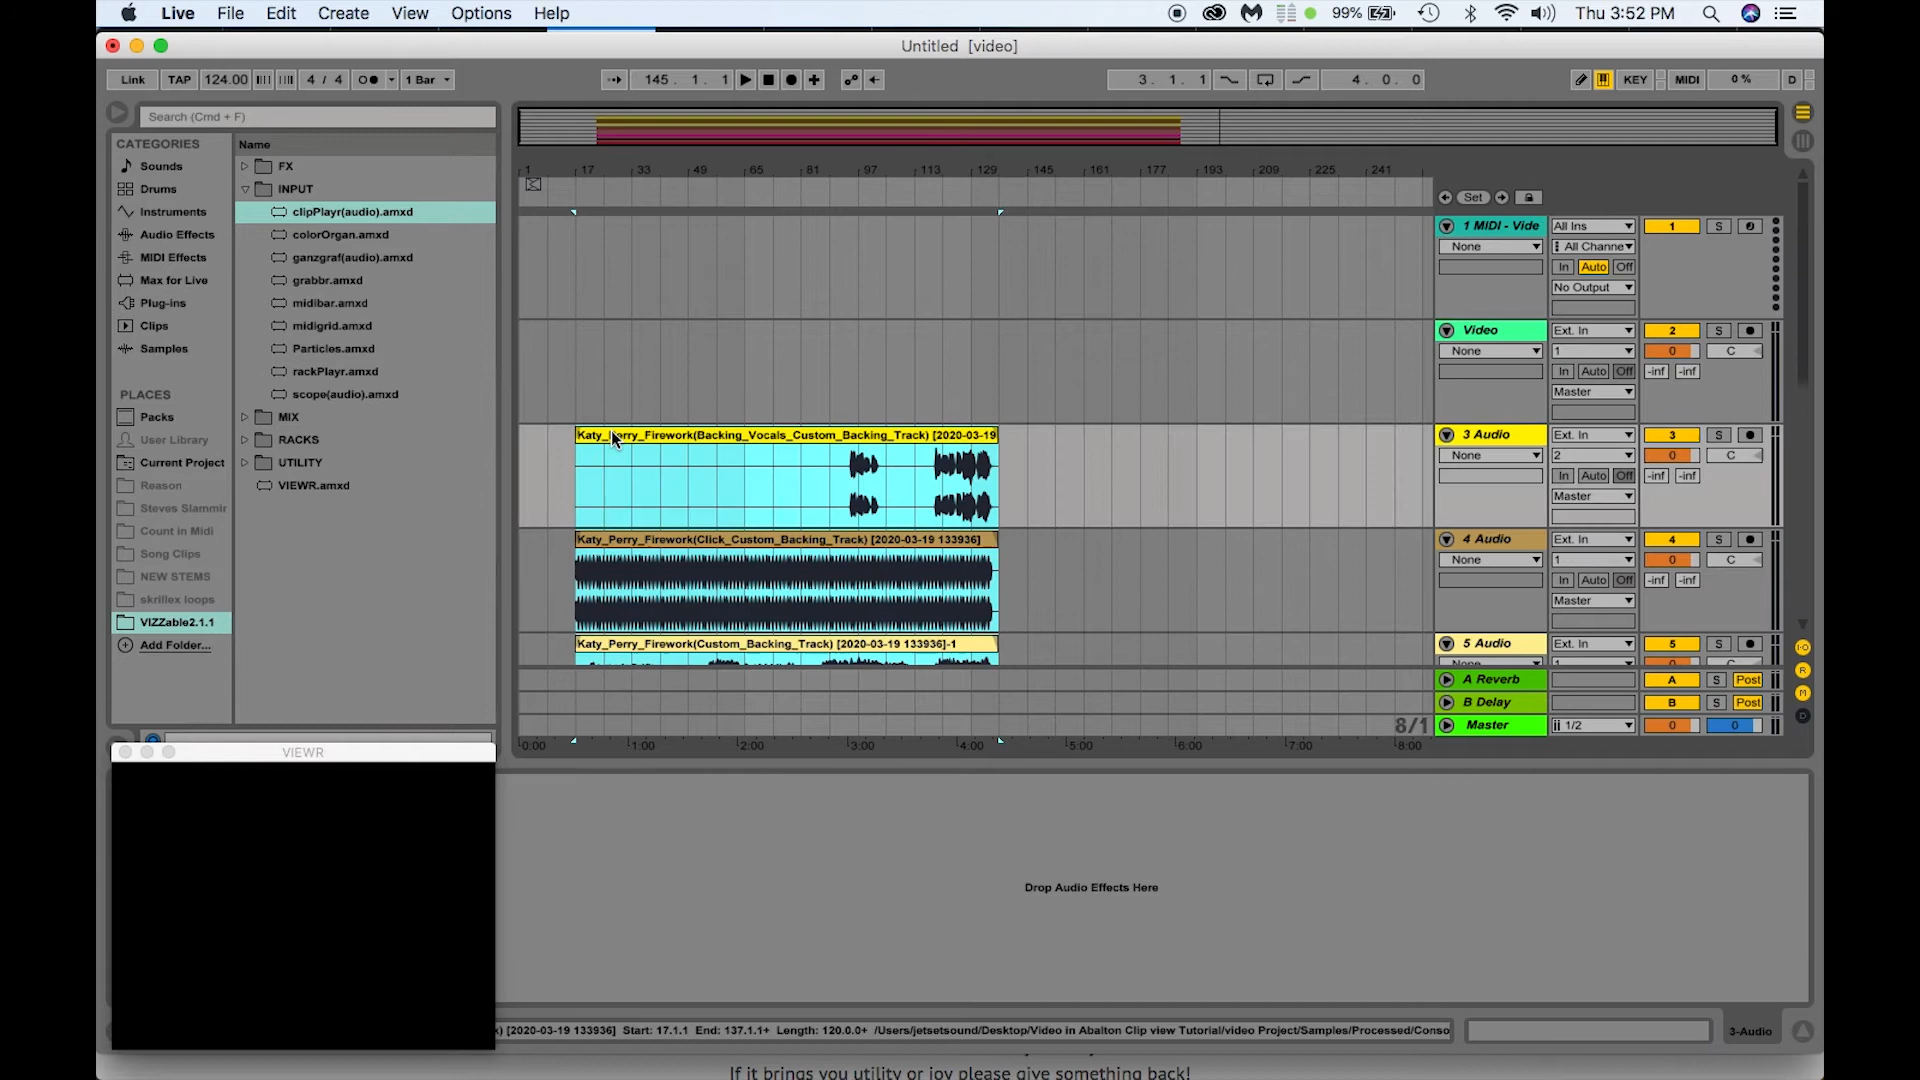 Live File Edit Create View Options Help 99% Thu 3:52 PM
Untitled [video]
Link TAP 124.00 4 / 4 1 Bar 145 . 1 . 1 3 . 1 . 1 4 . 0 . 0 KEY MIDI 0 % D
Search (Cmd + F)
CATEGORIES
Sounds
Drums
Instruments
Audio Effects
MIDI Effects
Max for Live
Plug-ins
Clips
Samples
PLACES
Packs
User Library
Current Project
Reason
Steves Slammir
Count in Midi
Song Clips
NEW STEMS
skrillex loops
VIZZable2.1.1
Add Folder...
Name
FX
INPUT
clipPlayr(audio).amxd
colorOrgan.amxd
ganzgraf(audio).amxd
grabbr.amxd
midibar.amxd
midigrid.amxd
Particles.amxd
rackPlayr.amxd
scope(audio).amxd
MIX
RACKS
UTILITY
VIEWR.amxd
1 17 33 49 65 81 97 113 129 145 161 177 193 209 225 241
Set
1 MIDI - Vide All Ins 1 S
None All Channe
In Auto Off
No Output
Video Ext. In 2 S
None 1 0 C
In Auto Off -inf -inf
Master
Katy_Perry_Firework(Backing_Vocals_Custom_Backing_Track) [2020-03-19
3 Audio Ext. In 3 S
None 2 0 C
In Auto Off -inf -inf
Master
Katy_Perry_Firework(Click_Custom_Backing_Track) [2020-03-19 133936]
4 Audio Ext. In 4 S
None 1 0 C
In Auto Off -inf -inf
Master
Katy_Perry_Firework(Custom_Backing_Track) [2020-03-19 133936]-1
5 Audio Ext. In 5 S
None 1 0 C
A Reverb A S Post
B Delay B S Post
8/1 Master 1/2 0 0
I-O
R
M
D
0:00 1:00 2:00 3:00 4:00 5:00 6:00 7:00 8:00
VIEWR
Drop Audio Effects Here
) [2020-03-19 133936] Start: 17.1.1 End: 137.1.1+ Length: 120.0.0+ /Users/jetsetsound/Desktop/Video in Abalton Clip view Tutorial/video Project/Samples/Processed/Conso
3-Audio
If it brings you utility or joy please give something back!